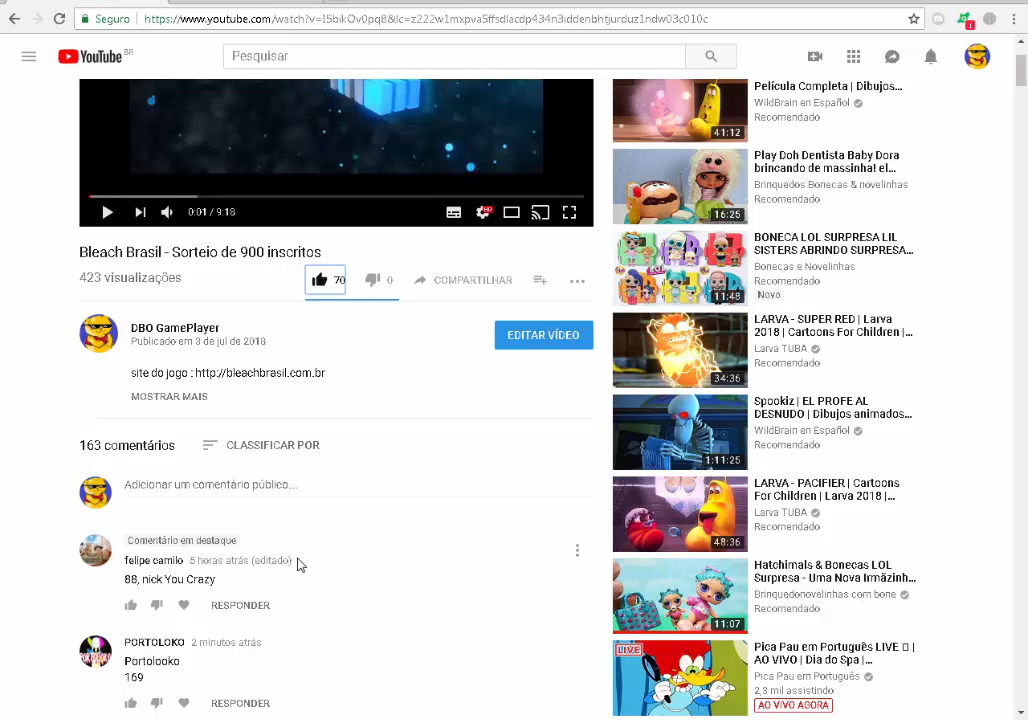 Seguro
https://www.youtube.com/watch?v=I5bikOv0pq8&lc=z222w1mxpva5ffsdlacdp434n3iddenbhtjurduz1ndw03c010c
1
YouTube BR
Pesquisar
0:01 / 9:18
HD
Bleach Brasil - Sorteio de 900 inscritos
423 visualizações
70
0
COMPARTILHAR
DBO GamePlayer
Publicado em 3 de jul de 2018
EDITAR VÍDEO
site do jogo : http://bleachbrasil.com.br
MOSTRAR MAIS
163 comentários
CLASSIFICAR POR
Adicionar um comentário público...
Comentário em destaque
felipe camilo 5 horas atrás (editado)
88, nick You Crazy
RESPONDER
PORTOLOKO 2 minutos atrás
Portolooko
169
RESPONDER
Película Completa | Dibujos...
WildBrain en Español
Recomendado
41:12
Play Doh Dentista Baby Dora
brincando de massinha! el...
Brinquedos Bonecas & novelinhas
Recomendado
16:25
BONECA LOL SURPRESA LIL
SISTERS ABRINDO SURPRESA...
Bonecas e Novelinhas
Novo
11:48
LARVA - SUPER RED | Larva
2018 | Cartoons For Children |...
Larva TUBA
Recomendado
34:36
Spookiz | EL PROFE AL
DESNUDO | Dibujos animados...
WildBrain en Español
Recomendado
1:11:25
LARVA - PACIFIER | Cartoons
For Children | Larva 2018 |...
Larva TUBA
Recomendado
48:36
Hatchimals & Bonecas LOL
Surpresa - Uma Nova Irmãzinh...
Brinquedonovelinhas com bone
Recomendado
11:07
LIVE
Pica Pau em Português LIVE |
AO VIVO | Dia do Spa |...
Pica Pau em Português
2,3 mil assistindo
AO VIVO AGORA